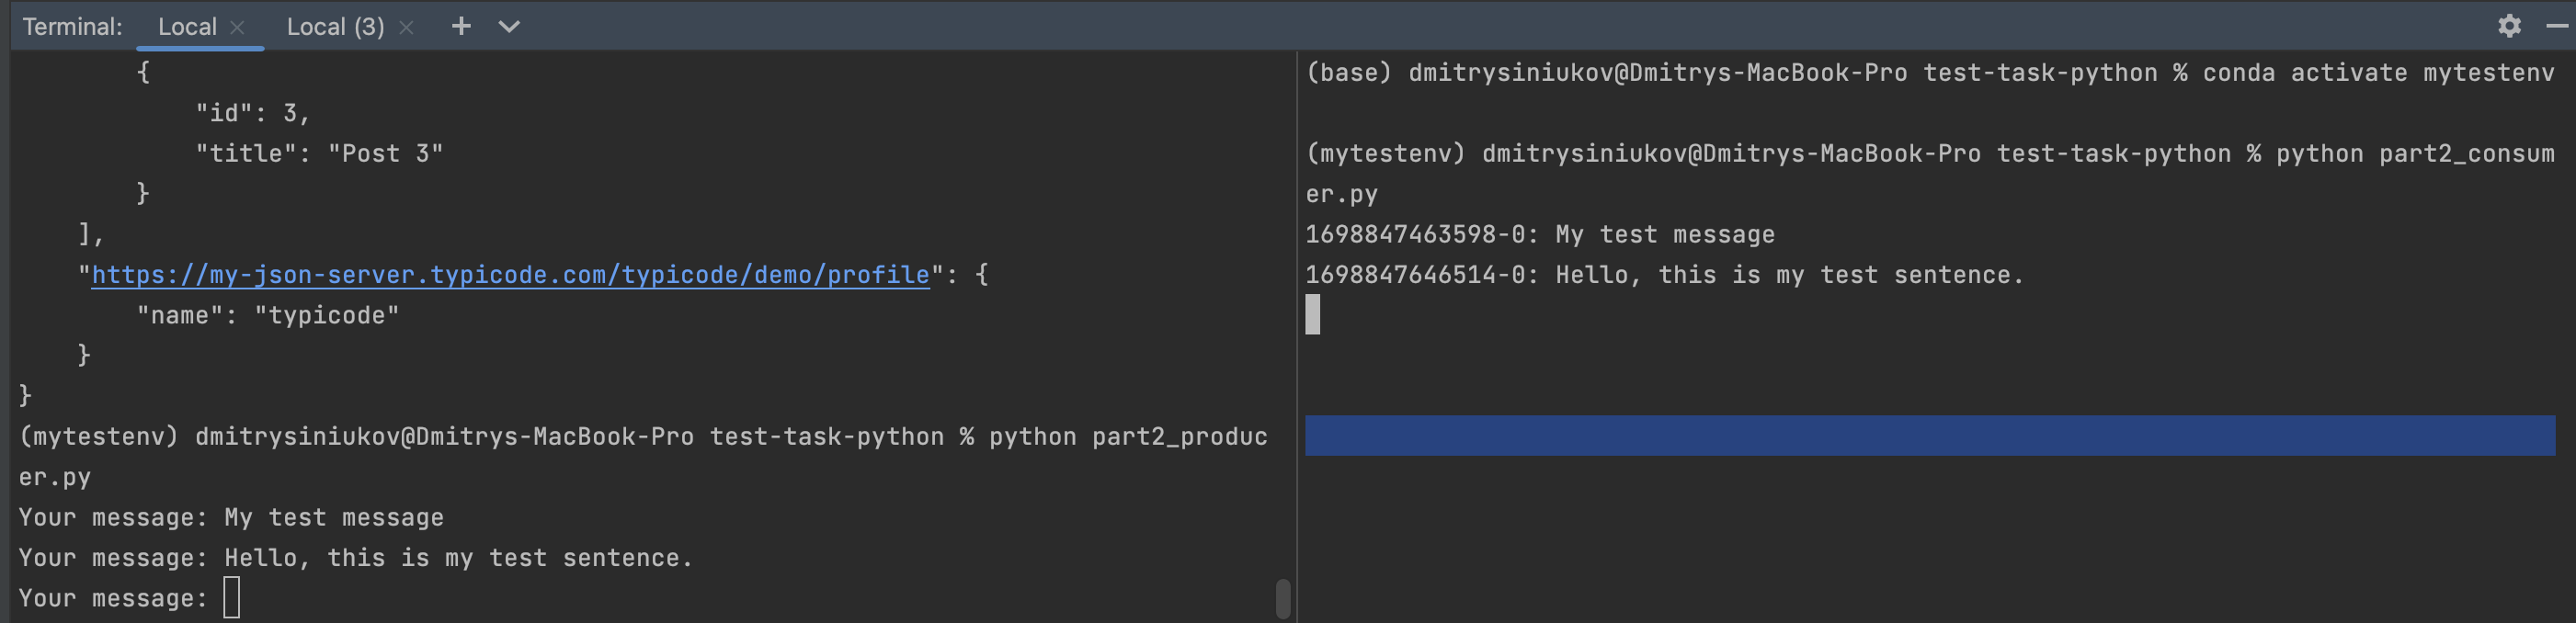 Terminal: Local Local (3)
{
"id": 3,
"title": "Post 3"
}
],
"https://my-json-server.typicode.com/typicode/demo/profile": {
"name": "typicode"
}
}
(mytestenv) dmitrysiniukov@Dmitrys-MacBook-Pro test-task-python % python part2_produc
er.py
Your message: My test message
Your message: Hello, this is my test sentence.
Your message:
(base) dmitrysiniukov@Dmitrys-MacBook-Pro test-task-python % conda activate mytestenv
(mytestenv) dmitrysiniukov@Dmitrys-MacBook-Pro test-task-python % python part2_consum
er.py
1698847463598-0: My test message
1698847646514-0: Hello, this is my test sentence.